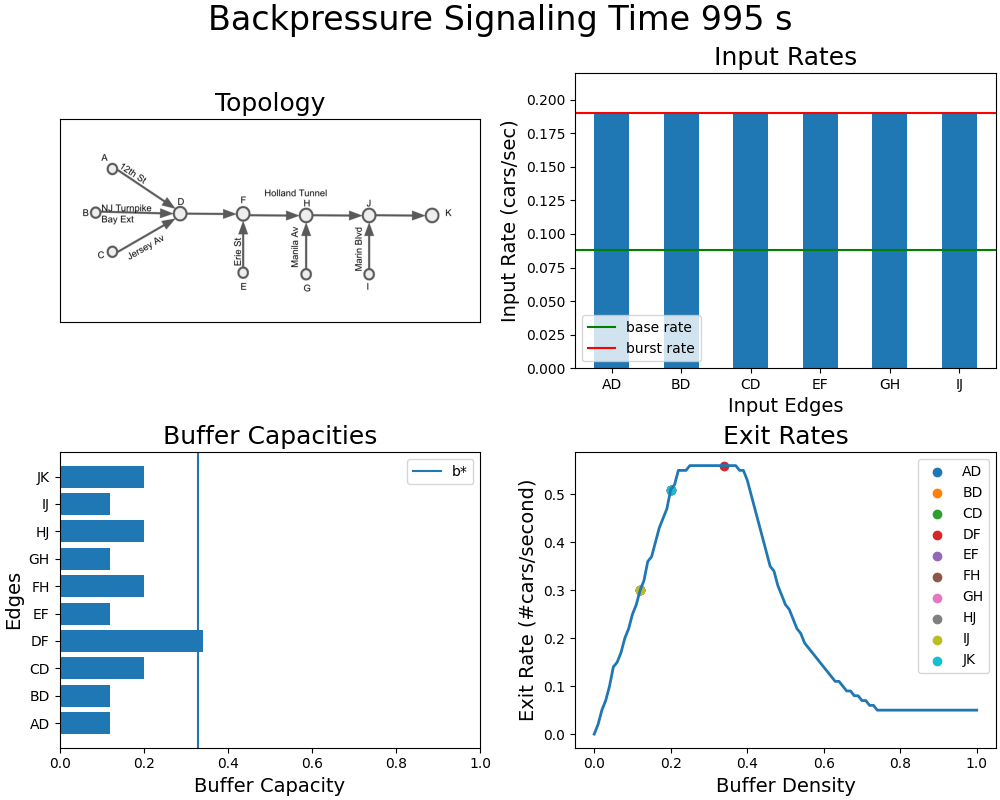 Backpressure Signaling Time 995 s
Topology
A
12th St
B
NJ Turnpike
Bay Ext
C
Jersey Av
D
F
Holland Tunnel
H
J
K
Erie St
Manila Av
Marin Blvd
E
G
I
Input Rates
Input Rate (cars/sec)
0.200
0.175
0.150
0.125
0.100
0.075
0.050
0.025
0.000
base rate
burst rate
AD BD CD EF GH IJ
Input Edges
Buffer Capacities
Edges
JK
IJ
HJ
GH
FH
EF
DF
CD
BD
AD
b*
0.0 0.2 0.4 0.6 0.8 1.0
Buffer Capacity
Exit Rates
Exit Rate (#cars/second)
0.5
0.4
0.3
0.2
0.1
0.0
AD
BD
CD
DF
EF
FH
GH
HJ
IJ
JK
0.0 0.2 0.4 0.6 0.8 1.0
Buffer Density